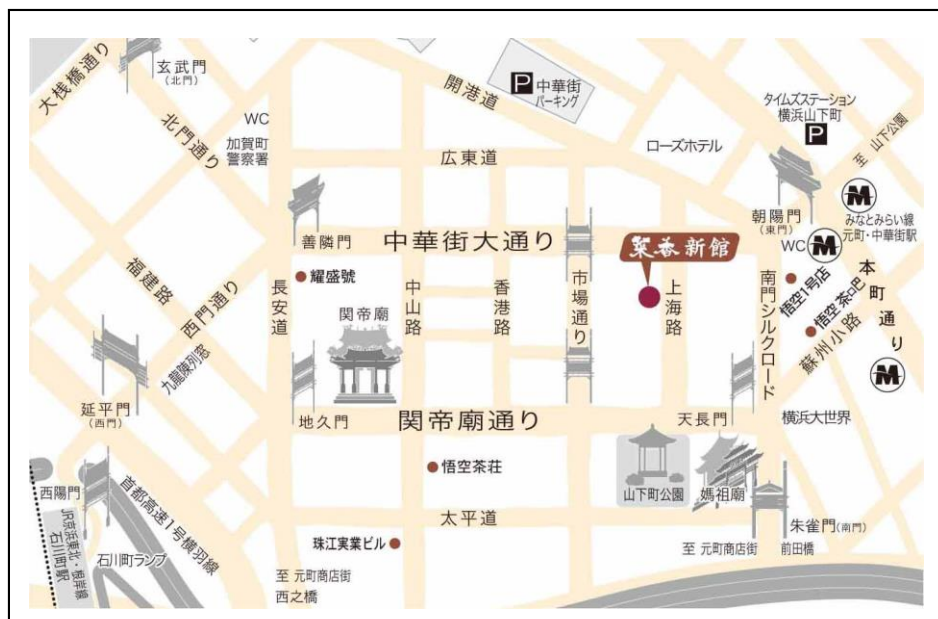 大桟橋通り
玄武門
(北門)
北門通り
WC
加賀町
警察署
開港道
P 中華街
パーキング
タイムズステーション
横浜山下町
P
至 山下公園
ローズホテル
広東道
朝陽門
(東門)
M
みなとみらい線
元町・中華街駅
WC M
善隣門
中華街大通り
菜香新館
福建路
西門通り
耀盛號
長安道
関帝廟
中山路
香港路
市場通り
上海路
南門シルクロード
悟空1号店
悟空茶吧
本町通り
蘇州小路
M
延平門
(西門)
九龍陳列窓
地久門
関帝廟通り
天長門
横浜大世界
悟空茶荘
山下町公園
媽祖廟
西陽門
首都高速1号横羽線
太平道
朱雀門(南門)
JR京浜東北・根岸線
石川町駅
石川町ランプ
珠江実業ビル
至 元町商店街
西之橋
至 元町商店街
前田橋